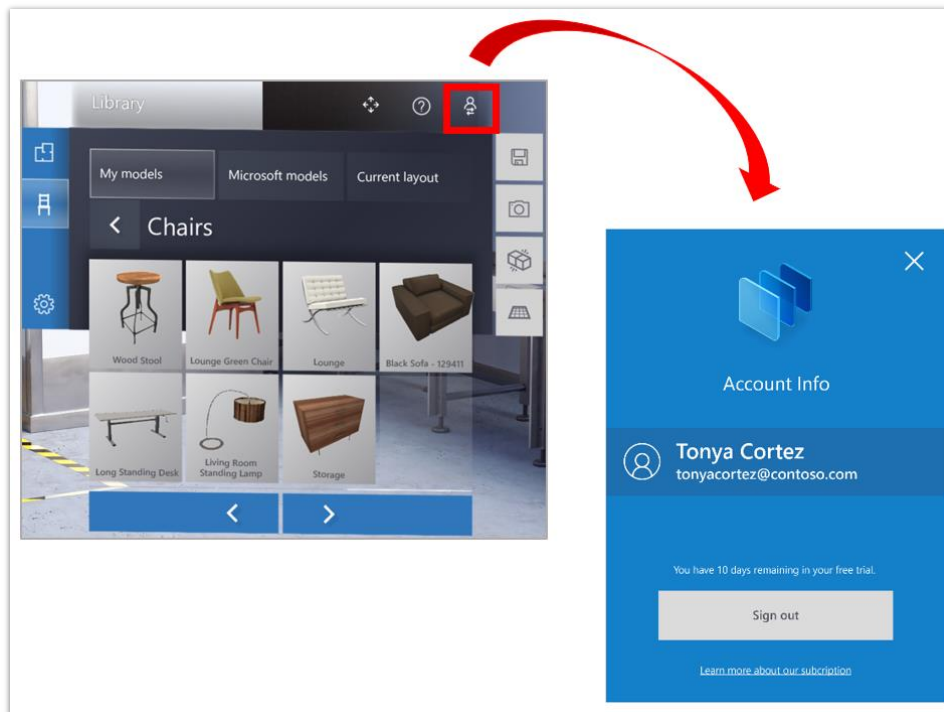 Library
My models
Microsoft models
Current layout
Chairs
Wood Stool
Lounge Green Chair
Lounge
Black Sofa - 129411
Long Standing Desk
Living Room
Standing Lamp
Storage
Account Info
Tonya Cortez
tonyacortez@contoso.com
You have 10 days remaining in your free trial.
Sign out
Learn more about our subcription